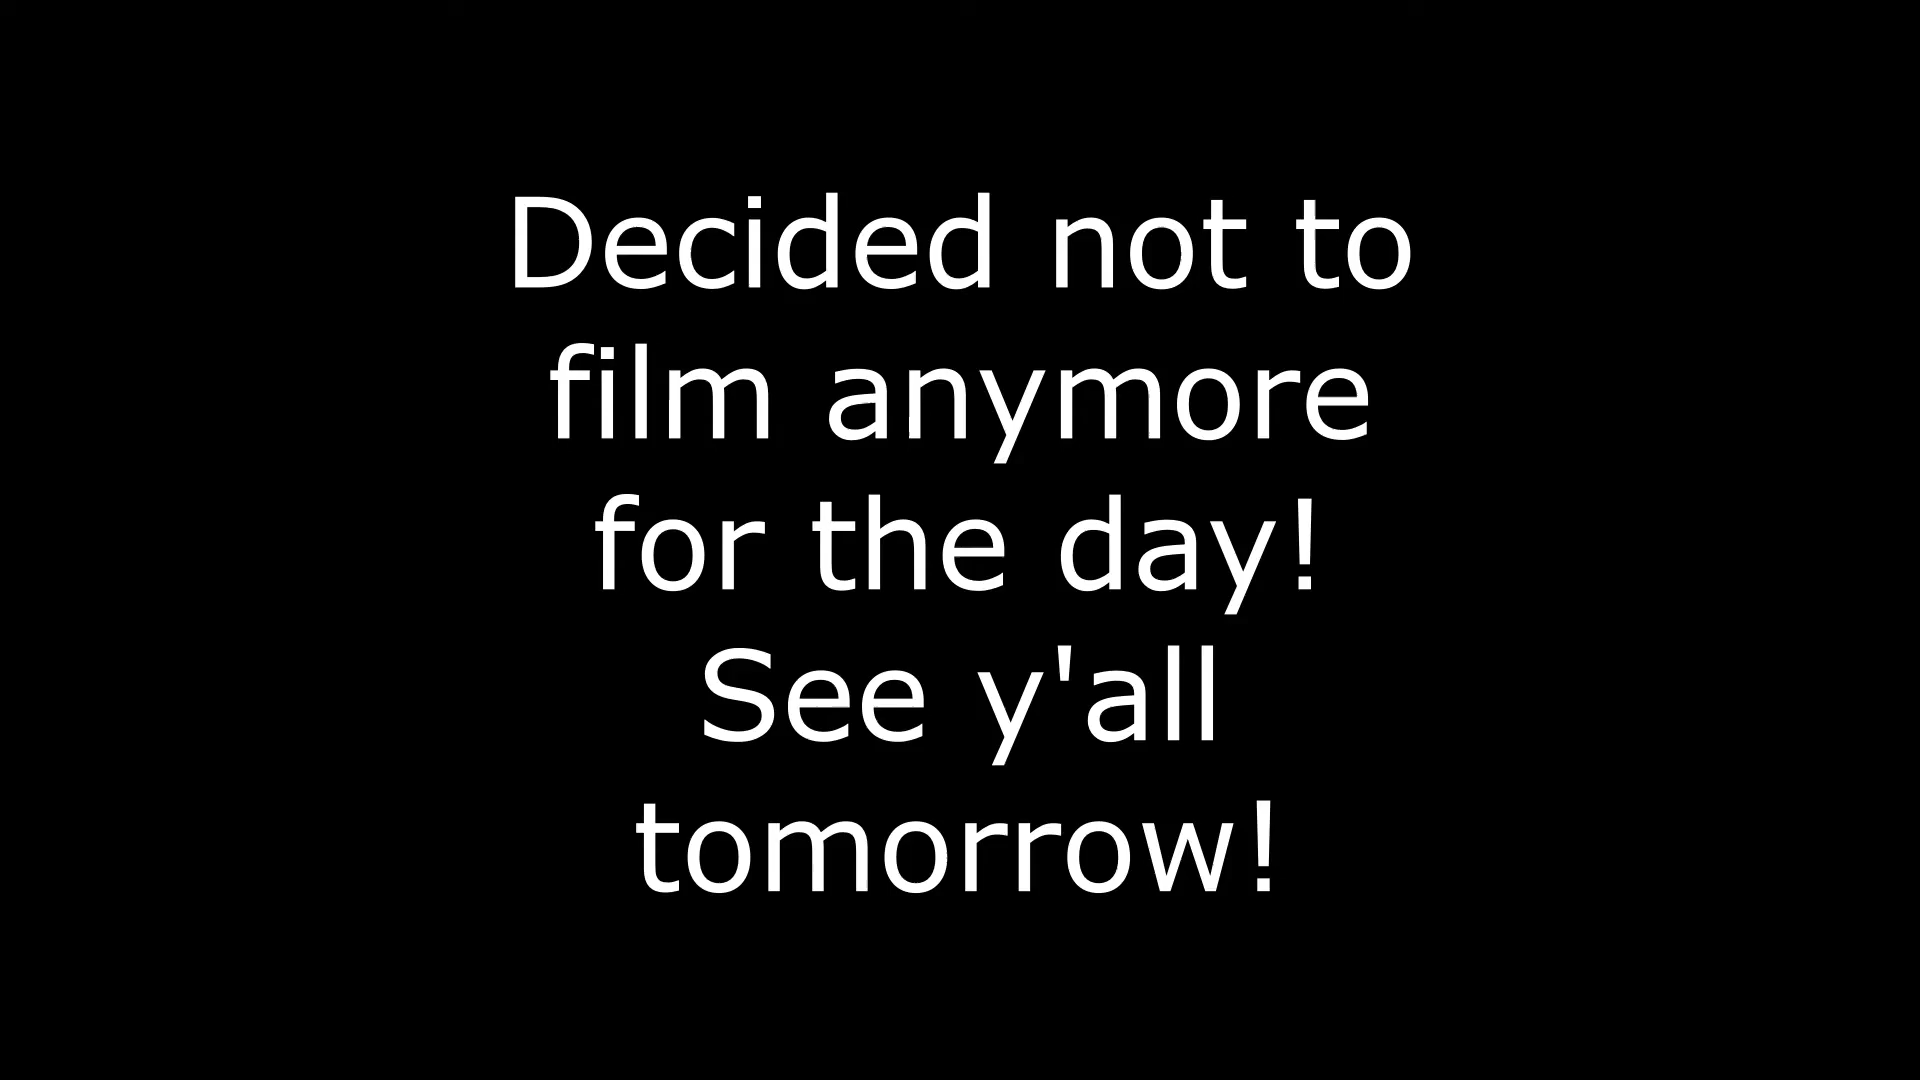 Decided not to
film anymore
for the day!
See y'all
tomorrow!